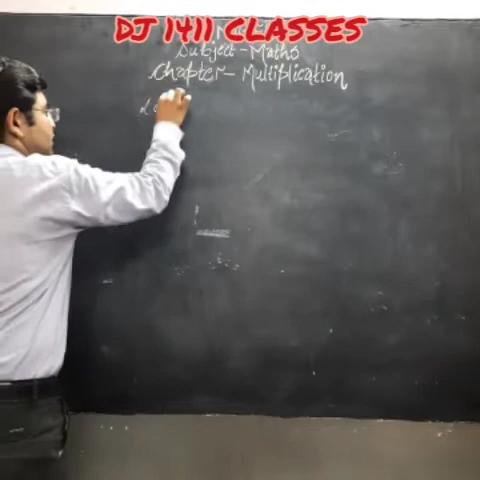 DJ 1411 CLASSES
Subject - Maths
Chapter - Multiplication